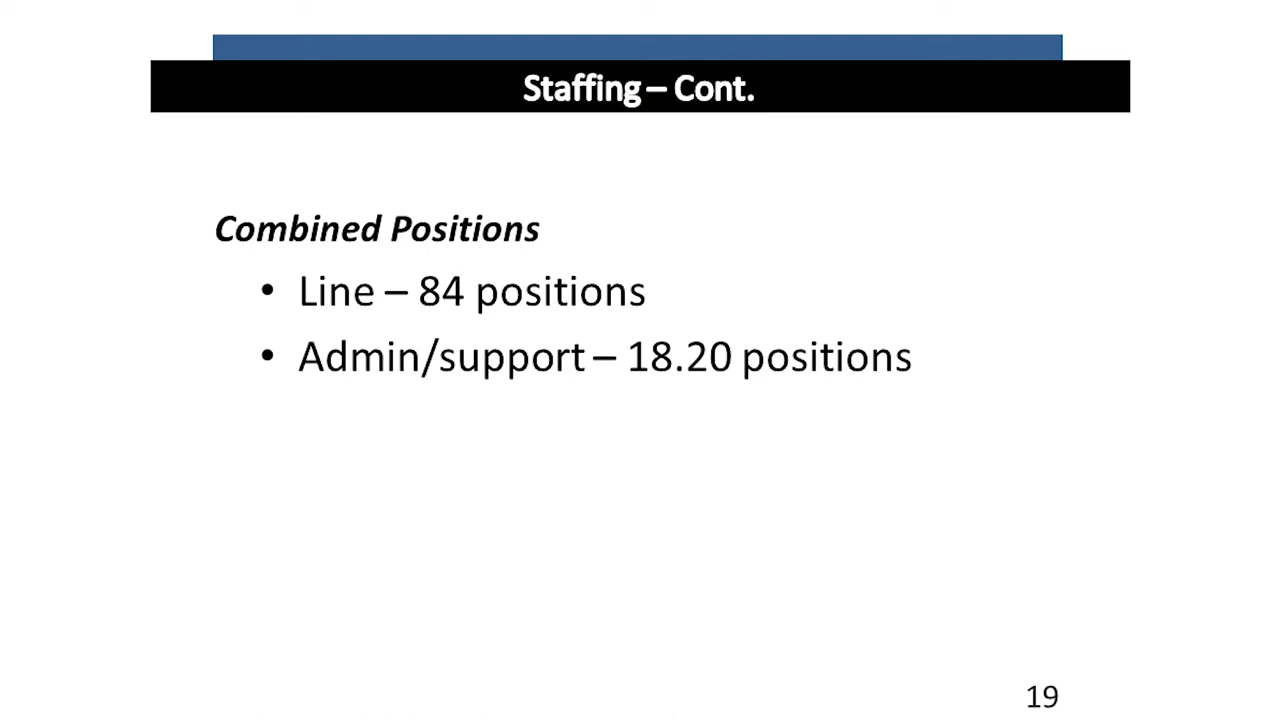 Staffing – Cont.
Combined Positions
• Line – 84 positions
• Admin/support – 18.20 positions
19